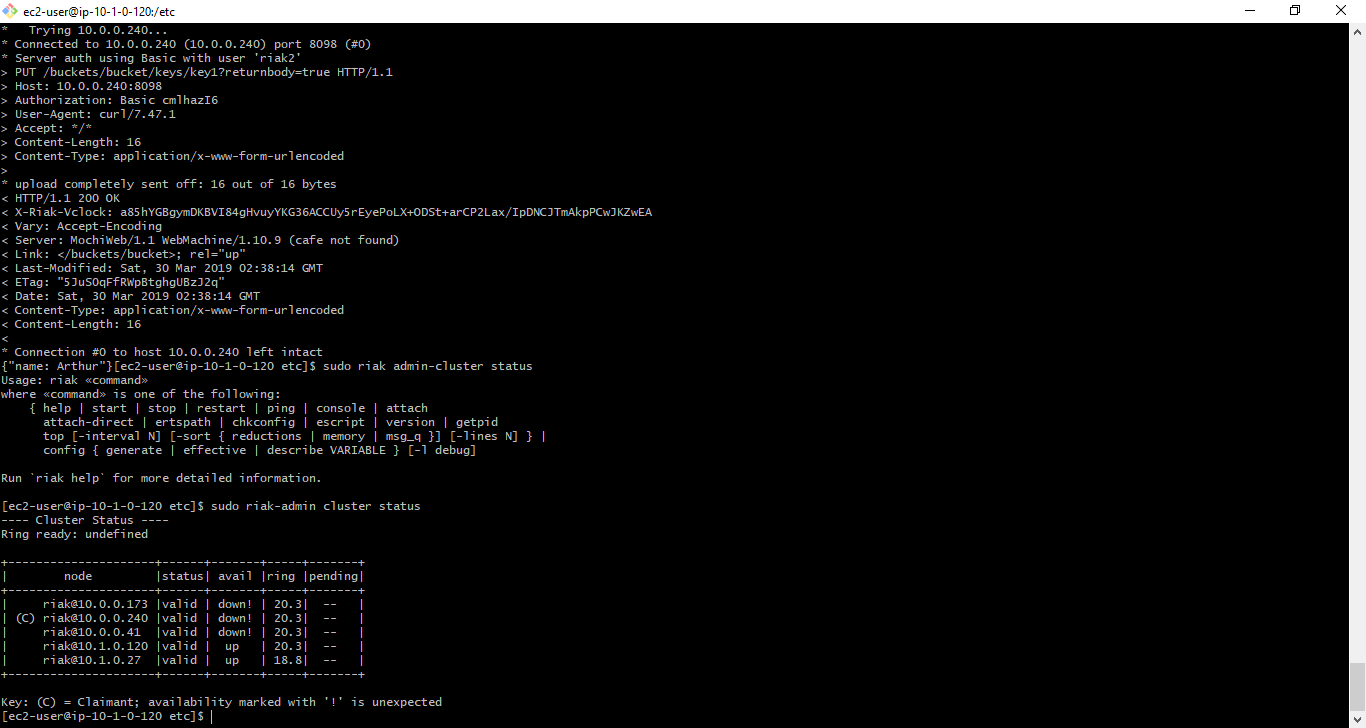 ec2-user@ip-10-1-0-120:/etc
*   Trying 10.0.0.240...
* Connected to 10.0.0.240 (10.0.0.240) port 8098 (#0)
* Server auth using Basic with user 'riak2'
> PUT /buckets/bucket/keys/key1?returnbody=true HTTP/1.1
> Host: 10.0.0.240:8098
> Authorization: Basic cmlhazI6
> User-Agent: curl/7.47.1
> Accept: */*
> Content-Length: 16
> Content-Type: application/x-www-form-urlencoded
>
* upload completely sent off: 16 out of 16 bytes
< HTTP/1.1 200 OK
< X-Riak-Vclock: a85hYGBgymDKBVI84gHvuyYKG36ACCUy5rEyePoLX+ODSt+arCP2Lax/IpDNCJTmAkpPCwJKZwEA
< Vary: Accept-Encoding
< Server: MochiWeb/1.1 WebMachine/1.10.9 (cafe not found)
< Link: </buckets/bucket>; rel="up"
< Last-Modified: Sat, 30 Mar 2019 02:38:14 GMT
< ETag: "5JuSOqFfRWpBtghgUBzJ2q"
< Date: Sat, 30 Mar 2019 02:38:14 GMT
< Content-Type: application/x-www-form-urlencoded
< Content-Length: 16
<
* Connection #0 to host 10.0.0.240 left intact
{"name: Arthur"}[ec2-user@ip-10-1-0-120 etc]$ sudo riak admin-cluster status
Usage: riak «command»
where «command» is one of the following:
    { help | start | stop | restart | ping | console | attach
      attach-direct | ertspath | chkconfig | escript | version | getpid
      top [-interval N] [-sort { reductions | memory | msg_q }] [-lines N] } |
      config { generate | effective | describe VARIABLE } [-l debug]
Run `riak help` for more detailed information.
[ec2-user@ip-10-1-0-120 etc]$ sudo riak-admin cluster status
---- Cluster Status ----
Ring ready: undefined
+---------------------+------+-------+-----+-------+
|        node         |status| avail |ring |pending|
+---------------------+------+-------+-----+-------+
|     riak@10.0.0.173 |valid | down! | 20.3|  --   |
| (C) riak@10.0.0.240 |valid | down! | 20.3|  --   |
|     riak@10.0.0.41  |valid | down! | 20.3|  --   |
|     riak@10.1.0.120 |valid |  up   | 20.3|  --   |
|     riak@10.1.0.27  |valid |  up   | 18.8|  --   |
+---------------------+------+-------+-----+-------+
Key: (C) = Claimant; availability marked with '!' is unexpected
[ec2-user@ip-10-1-0-120 etc]$